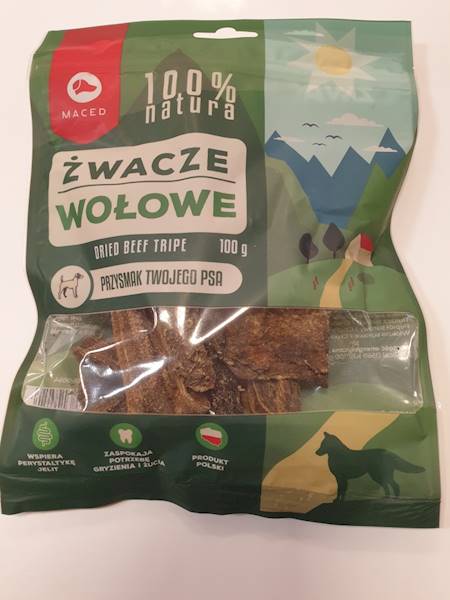 MACED
100%
natura
ŻWACZE
WOŁOWE
DRIED BEEF TRIPE 100 g
PRZYSMAK TWOJEGO PSA
WSPIERA
PERYSTALTYKĘ
JELIT
ZASPOKAJA
POTRZEBĘ
GRYZIENIA I ŻUCIA
PRODUKT
POLSKI